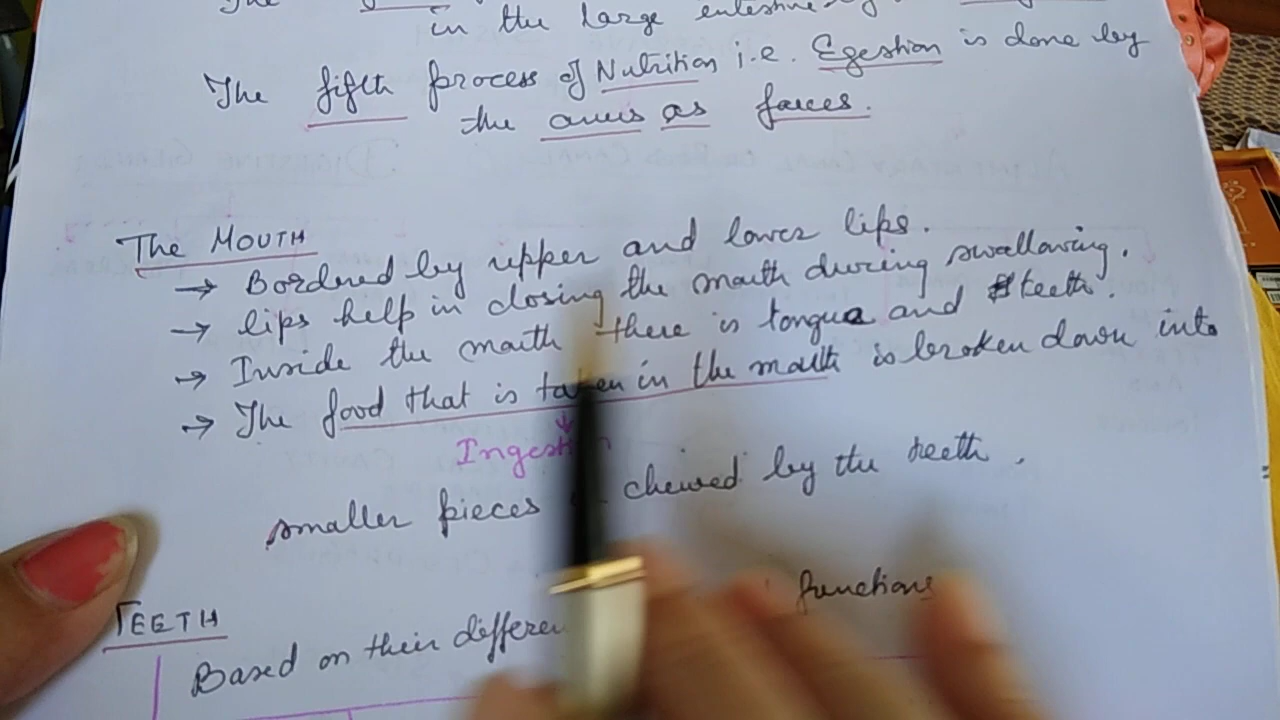 The
in the large entestine
The fifth process of Nutrition i.e. Egestion is done by
the anus as faeces.
The MOUTH
→ Bordered by upper and lower lips.
→ lips help in closing the mouth during swallowing.
→ Inside the mouth there is tongue and teeth.
→ The food that is taken in the mouth is broken down into
Ingestion
smaller pieces chewed by the teeth.
TEETH
Based on their functions